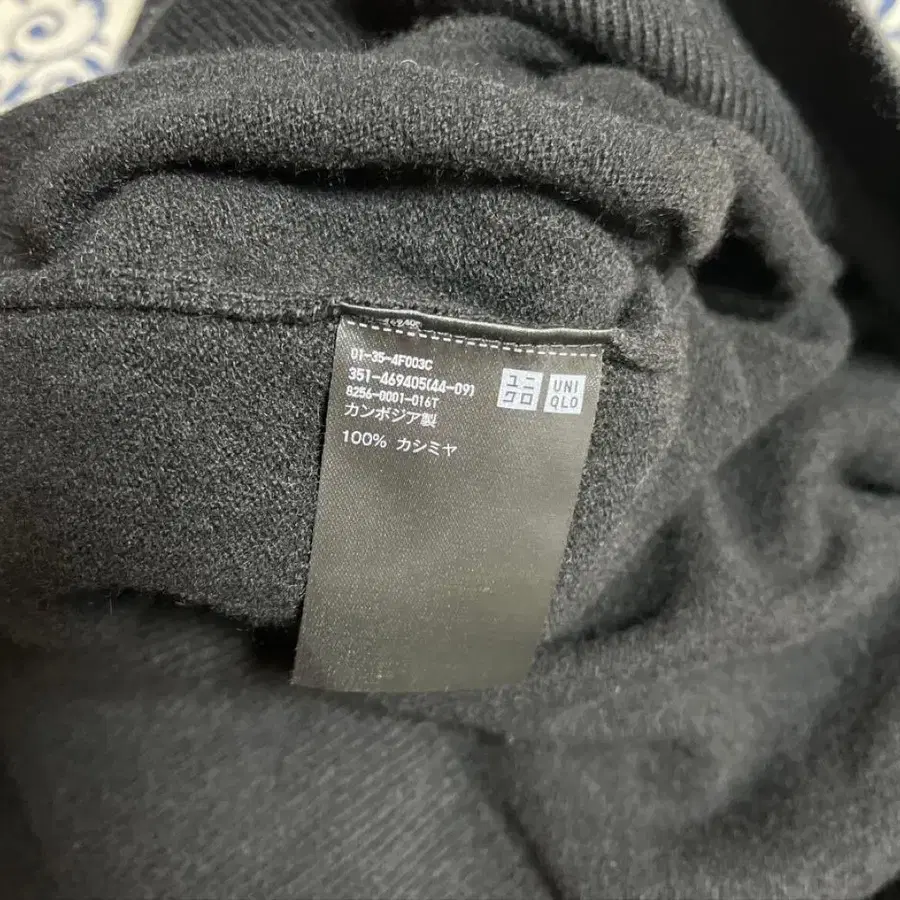 01-35-4F003C
351-469405(44-09)
8256-0001-016T
カンボジア製
100% カシミヤ
ユニ
クロ
UNI
QLO